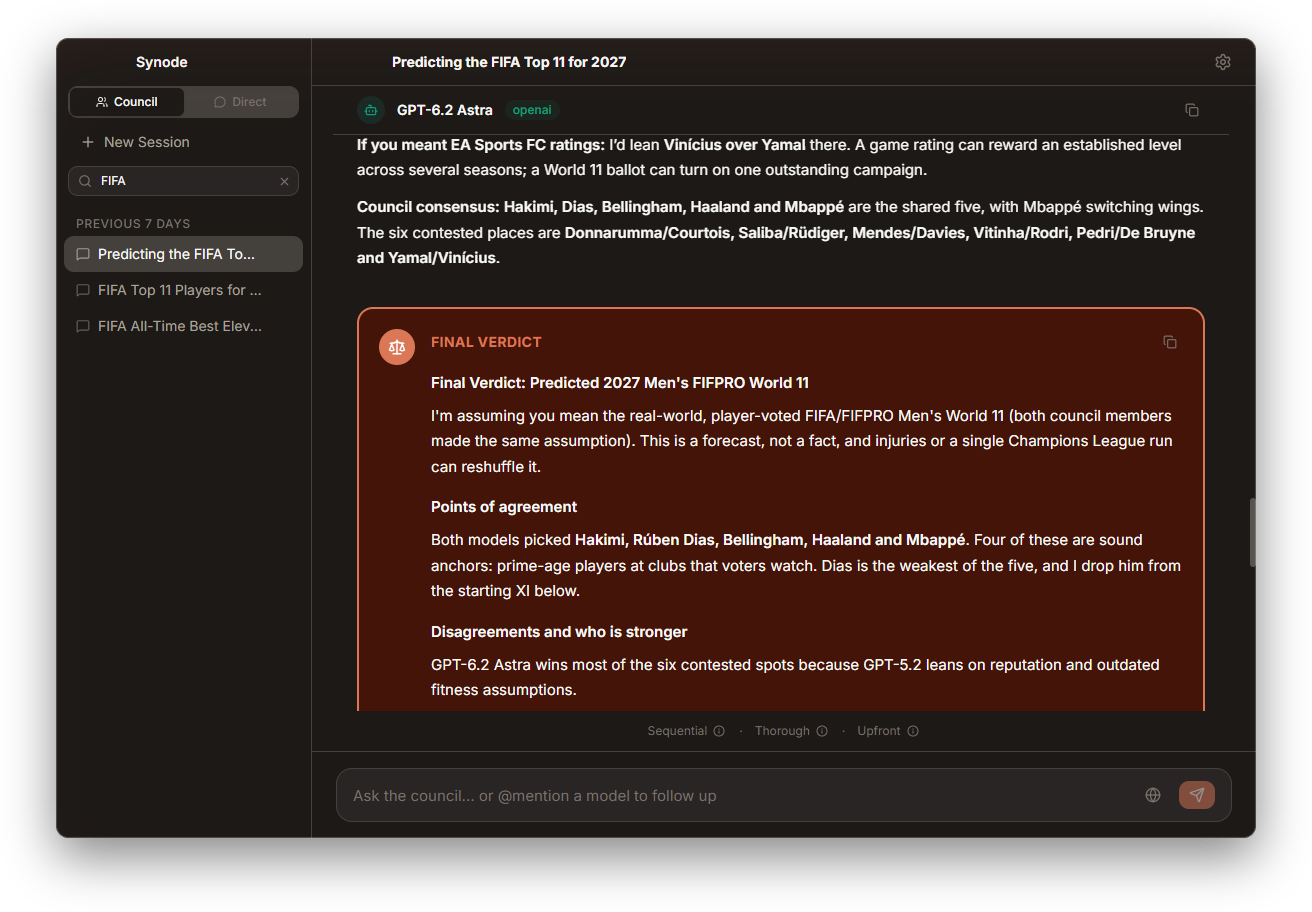 Synode
Council
Direct
New Session
FIFA
PREVIOUS 7 DAYS
Predicting the FIFA To...
FIFA Top 11 Players for ...
FIFA All-Time Best Elev...
Predicting the FIFA Top 11 for 2027
GPT-6.2 Astra openai
If you meant EA Sports FC ratings: I'd lean Vinícius over Yamal there. A game rating can reward an established level
across several seasons; a World 11 ballot can turn on one outstanding campaign.
Council consensus: Hakimi, Dias, Bellingham, Haaland and Mbappé are the shared five, with Mbappé switching wings.
The six contested places are Donnarumma/Courtois, Saliba/Rüdiger, Mendes/Davies, Vitinha/Rodri, Pedri/De Bruyne
and Yamal/Vinícius.
FINAL VERDICT
Final Verdict: Predicted 2027 Men's FIFPRO World 11
I'm assuming you mean the real-world, player-voted FIFA/FIFPRO Men's World 11 (both council members
made the same assumption). This is a forecast, not a fact, and injuries or a single Champions League run
can reshuffle it.
Points of agreement
Both models picked Hakimi, Rúben Dias, Bellingham, Haaland and Mbappé. Four of these are sound
anchors: prime-age players at clubs that voters watch. Dias is the weakest of the five, and I drop him from
the starting XI below.
Disagreements and who is stronger
GPT-6.2 Astra wins most of the six contested spots because GPT-5.2 leans on reputation and outdated
fitness assumptions.
Sequential · Thorough · Upfront
Ask the council... or @mention a model to follow up